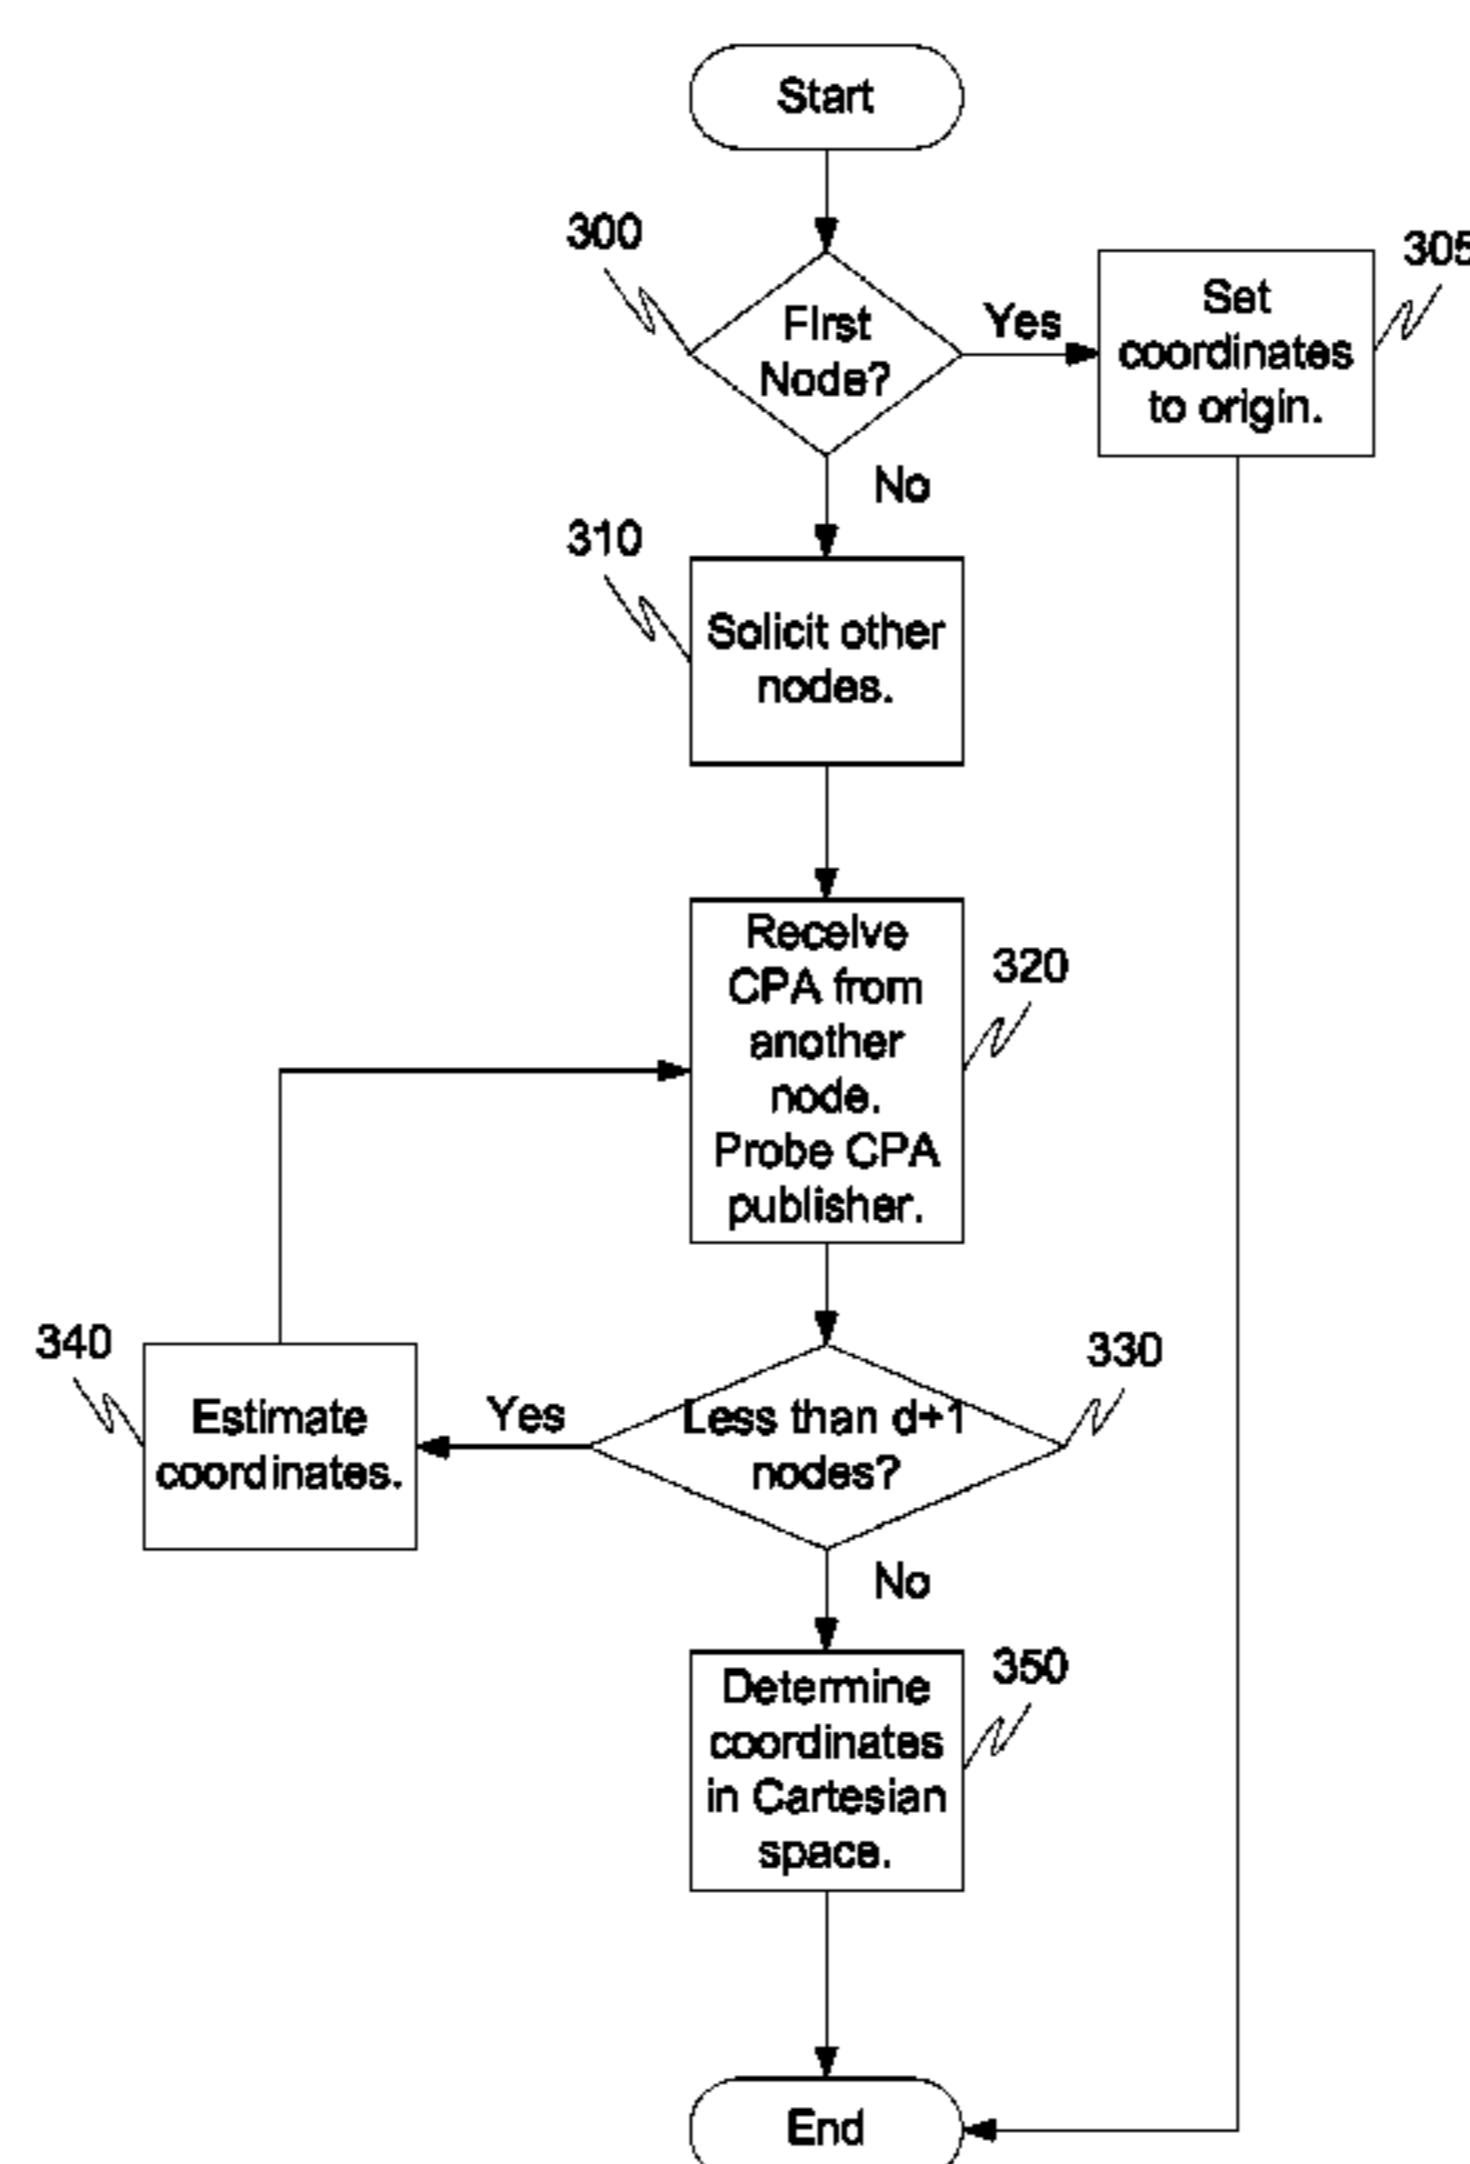 Start
300
First
Node?
Yes
305
Set
coordinates
to origin.
No
310
Solicit other
nodes.
Receive
CPA from
another
node.
Probe CPA
publisher.
320
340
Estimate
coordinates.
Yes
Less than d+1
nodes?
330
No
Determine
coordinates
in Cartesian
space.
350
End